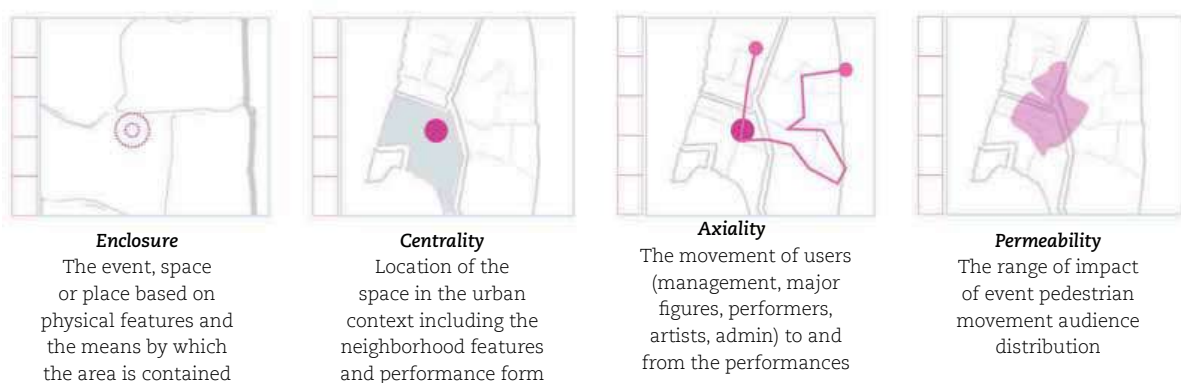 Enclosure
The event, space
or place based on
physical features and
the means by which
the area is contained
Centrality
Location of the
space in the urban
context including the
neighborhood features
and performance form
Axiality
The movement of users
(management, major
figures, performers,
artists, admin) to and
from the performances
Permeability
The range of impact
of event pedestrian
movement audience
distribution